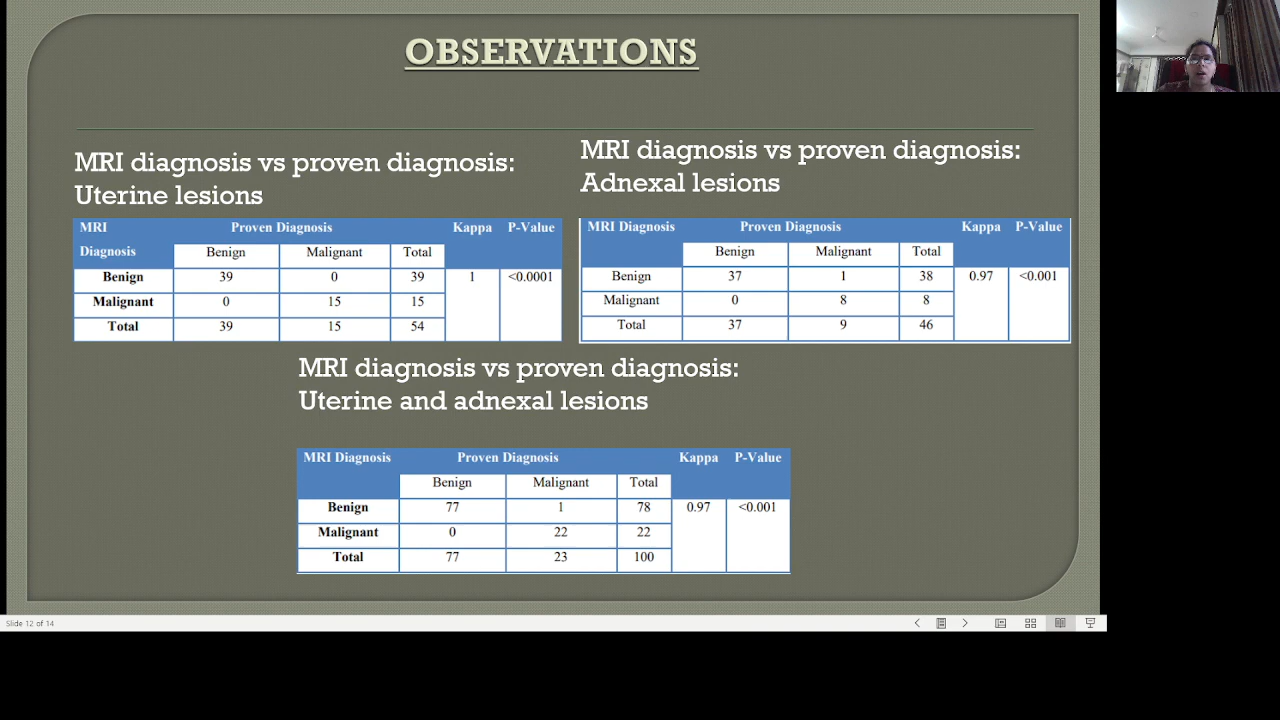 OBSERVATIONS
MRI diagnosis vs proven diagnosis:
Uterine lesions
MRI Diagnosis Proven Diagnosis Kappa P-Value
Benign Malignant Total
Benign 39 0 39 1 <0.0001
Malignant 0 15 15
Total 39 15 54
MRI diagnosis vs proven diagnosis:
Adnexal lesions
MRI Diagnosis Proven Diagnosis Kappa P-Value
Benign Malignant Total
Benign 37 1 38 0.97 <0.001
Malignant 0 8 8
Total 37 9 46
MRI diagnosis vs proven diagnosis:
Uterine and adnexal lesions
MRI Diagnosis Proven Diagnosis Kappa P-Value
Benign Malignant Total
Benign 77 1 78 0.97 <0.001
Malignant 0 22 22
Total 77 23 100
Slide 12 of 14